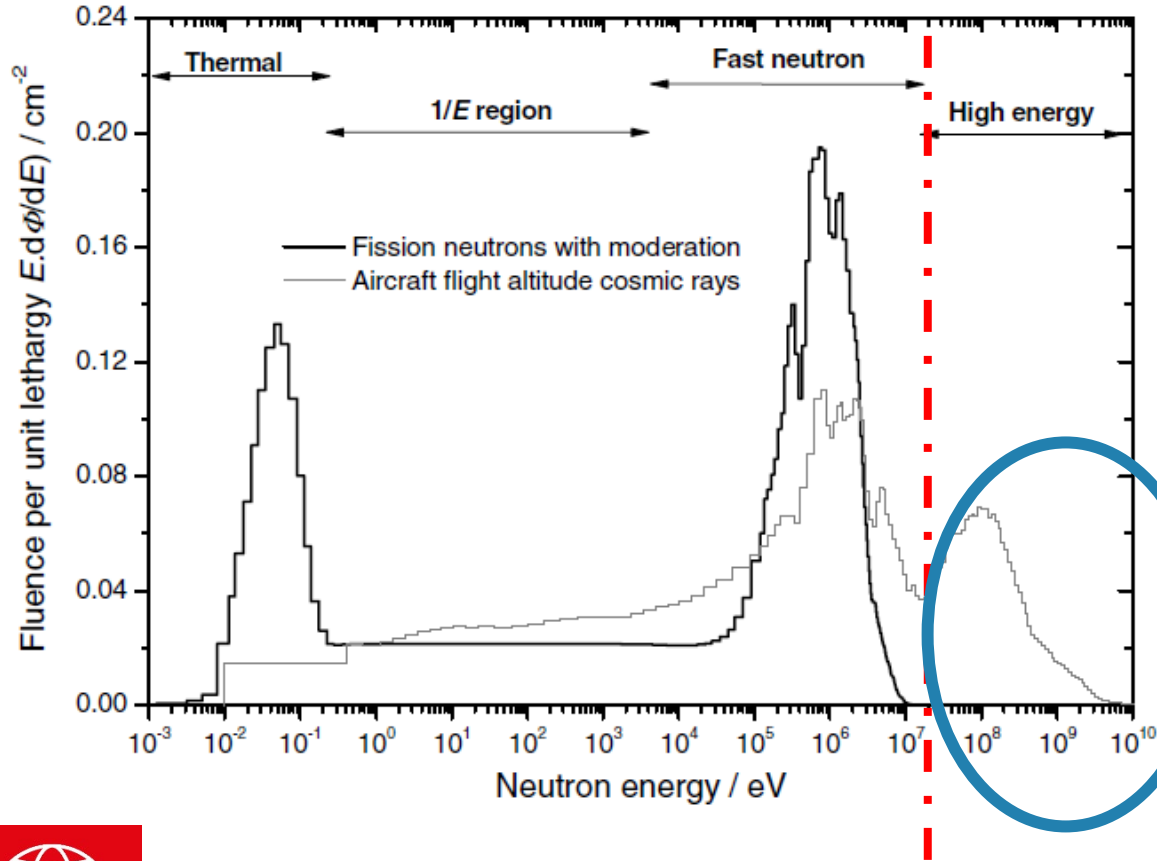 0.24
0.20
0.16
0.12
0.08
0.04
0.00
Fluence per unit lethargy E.dΦ/dE) / cm⁻²
Thermal
1/E region
Fast neutron
High energy
Fission neutrons with moderation
Aircraft flight altitude cosmic rays
10⁻³ 10⁻² 10⁻¹ 10⁰ 10¹ 10² 10³ 10⁴ 10⁵ 10⁶ 10⁷ 10⁸ 10⁹ 10¹⁰
Neutron energy / eV